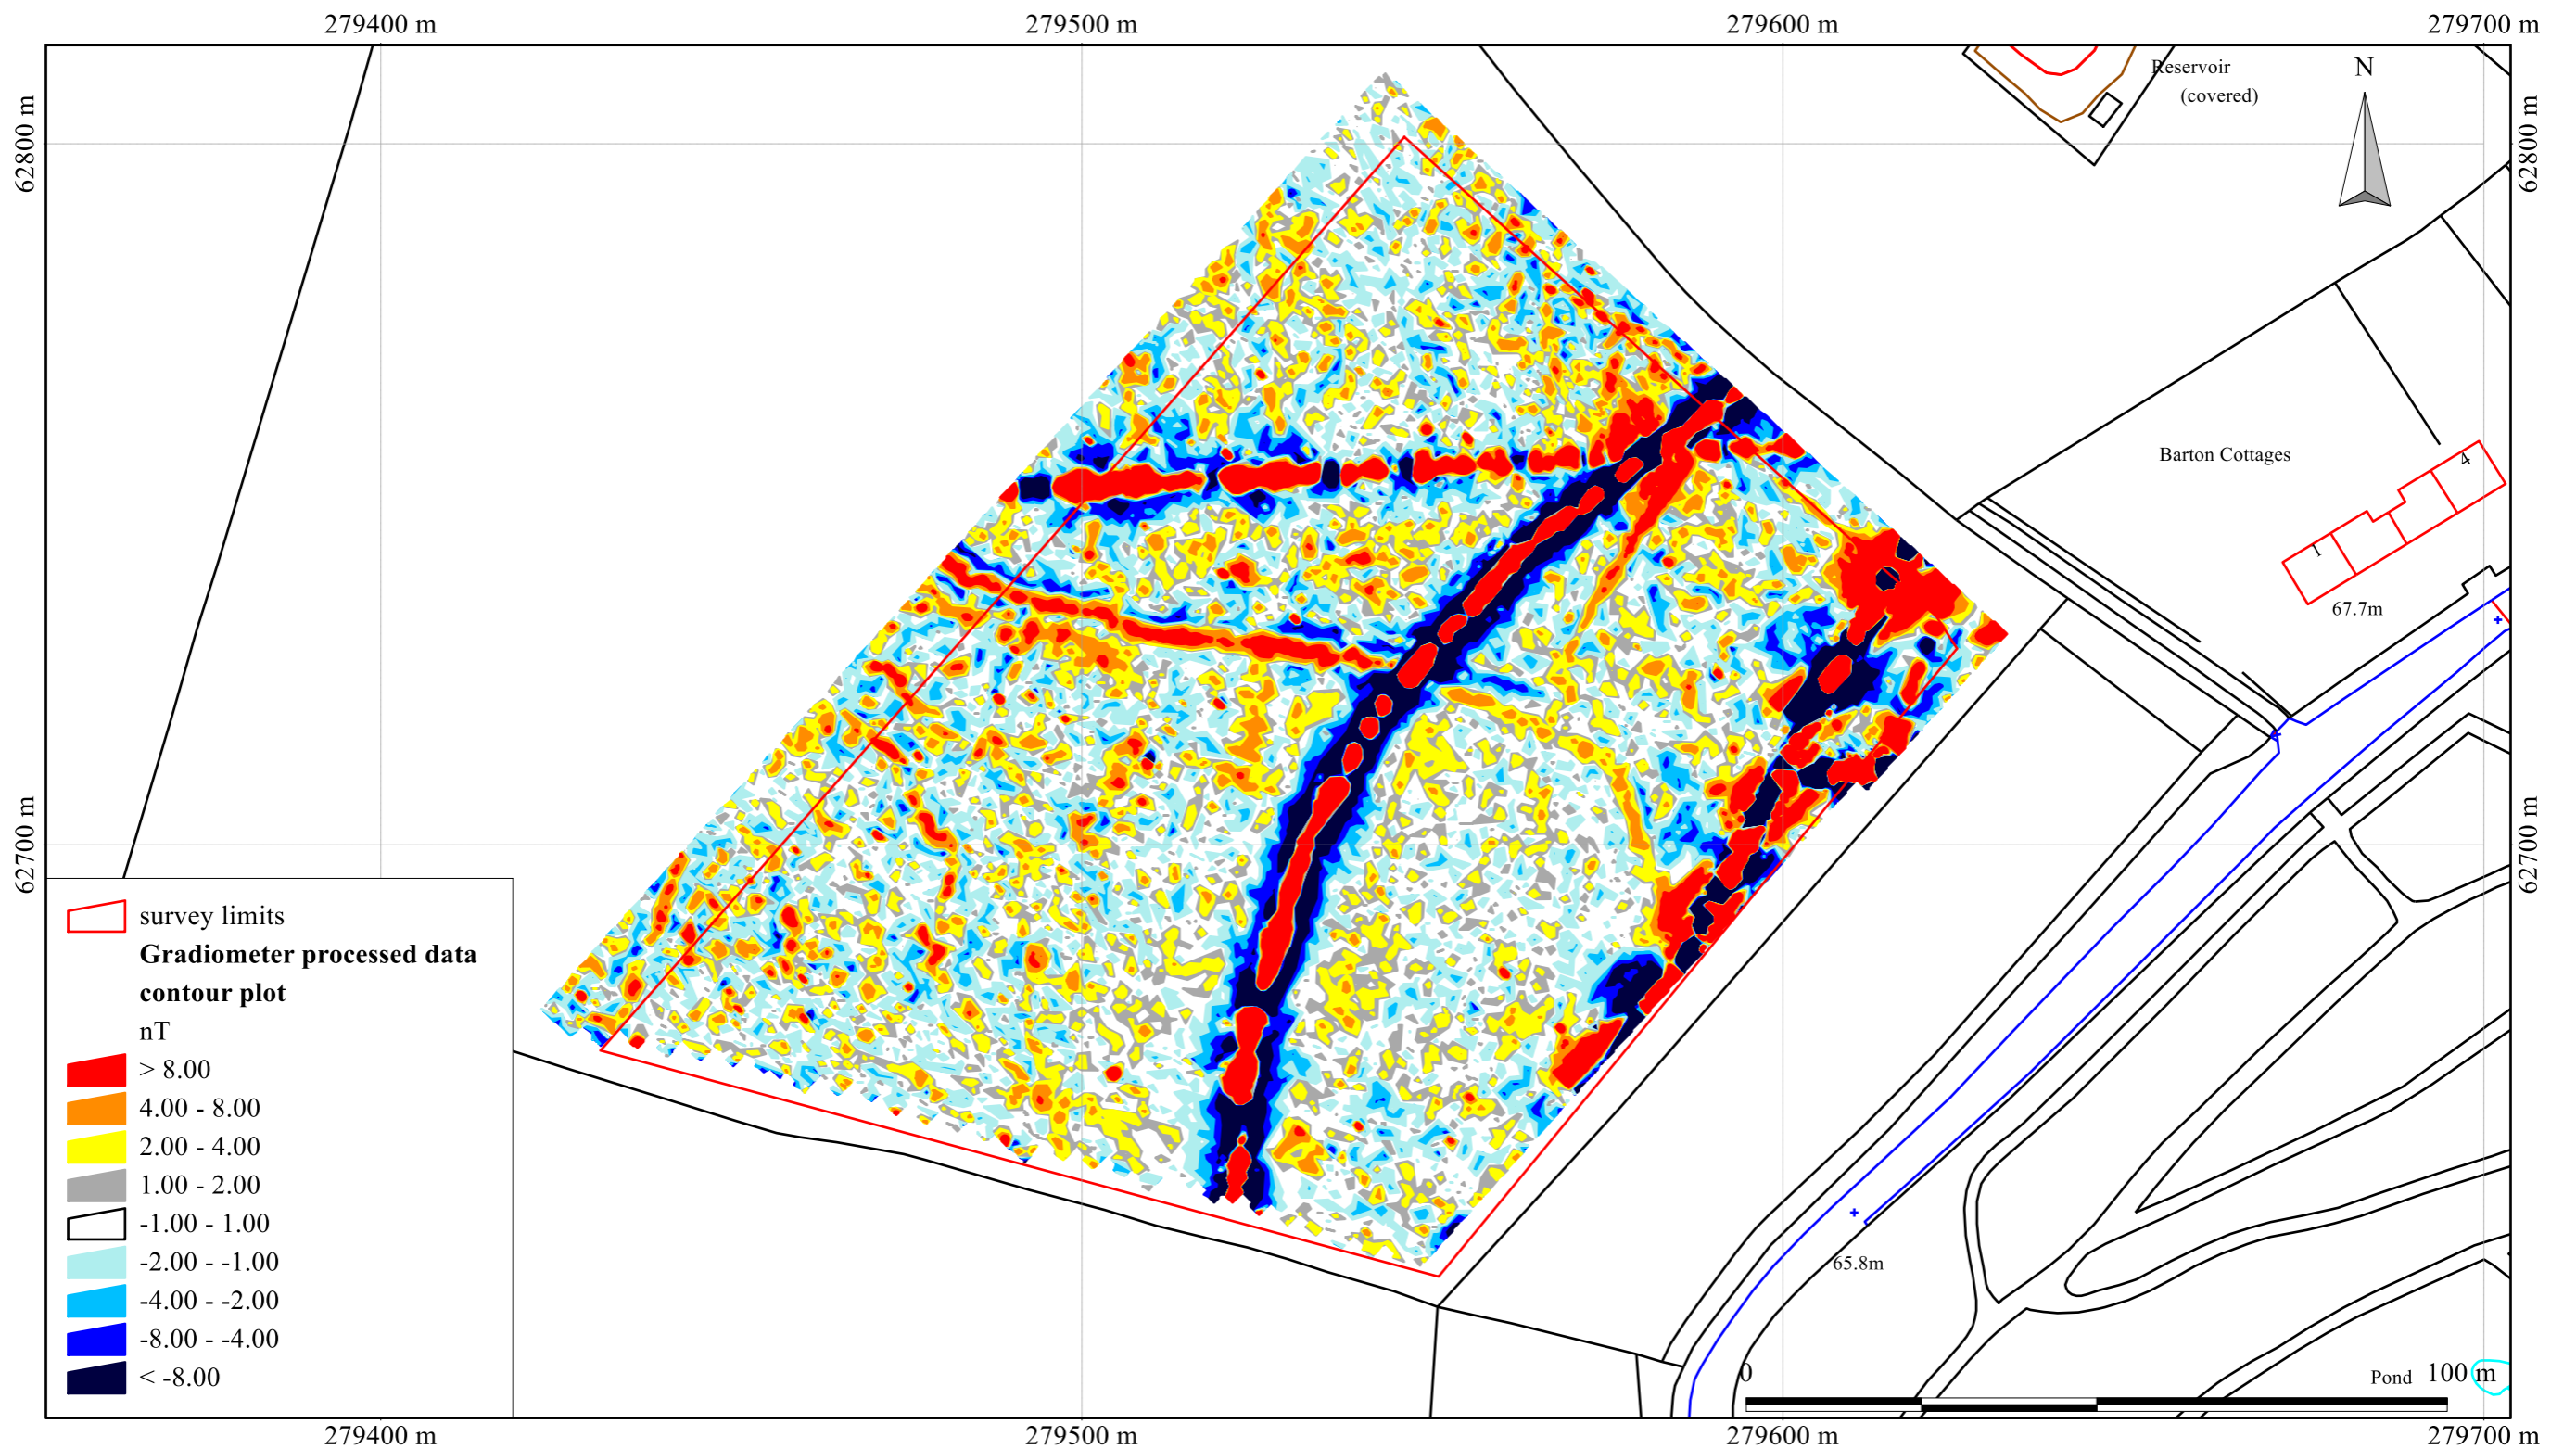 279400 m
279500 m
279600 m
279700 m
62800 m
Reservoir
(covered)
N
62800 m
Barton Cottages
4
1
67.7m
62700 m
62700 m
survey limits
Gradiometer processed data
contour plot
nT
> 8.00
4.00 - 8.00
2.00 - 4.00
1.00 - 2.00
-1.00 - 1.00
-2.00 - -1.00
-4.00 - -2.00
-8.00 - -4.00
< -8.00
65.8m
0
Pond
100 m
279400 m
279500 m
279600 m
279700 m